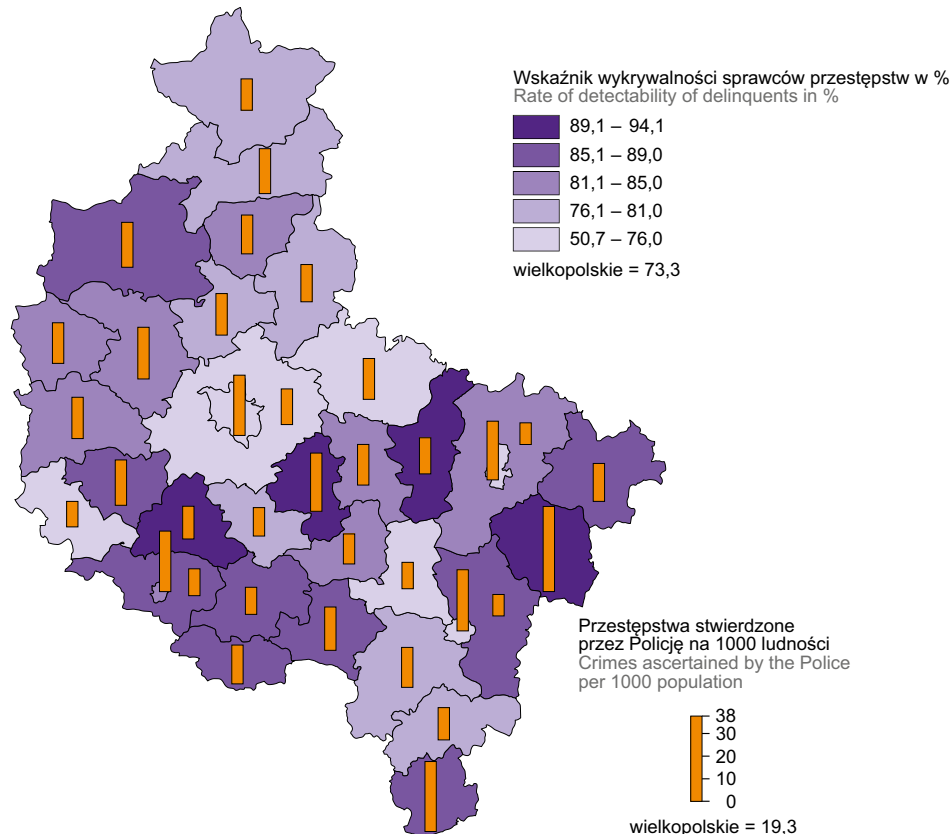 Wskaźnik wykrywalności sprawców przestępstw w %
Rate of detectability of delinquents in %
89,1 – 94,1
85,1 – 89,0
81,1 – 85,0
76,1 – 81,0
50,7 – 76,0
wielkopolskie = 73,3
Przestępstwa stwierdzone
przez Policję na 1000 ludności
Crimes ascertained by the Police
per 1000 population
38
30
20
10
0
wielkopolskie = 19,3